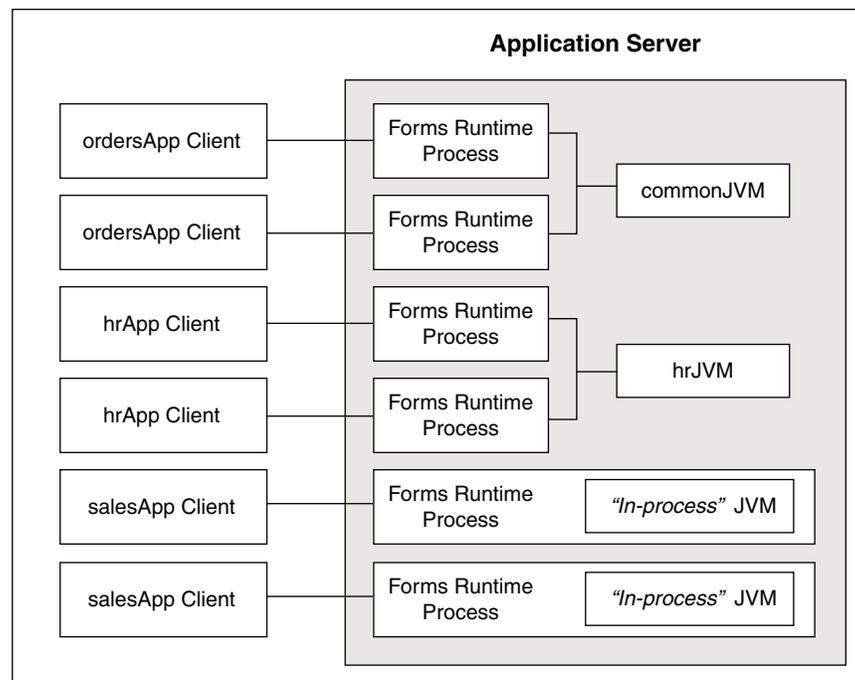 Application Server
ordersApp Client
Forms Runtime
Process
commonJVM
ordersApp Client
Forms Runtime
Process
hrApp Client
Forms Runtime
Process
hrJVM
hrApp Client
Forms Runtime
Process
salesApp Client
Forms Runtime
Process
“In-process” JVM
salesApp Client
Forms Runtime
Process
“In-process” JVM